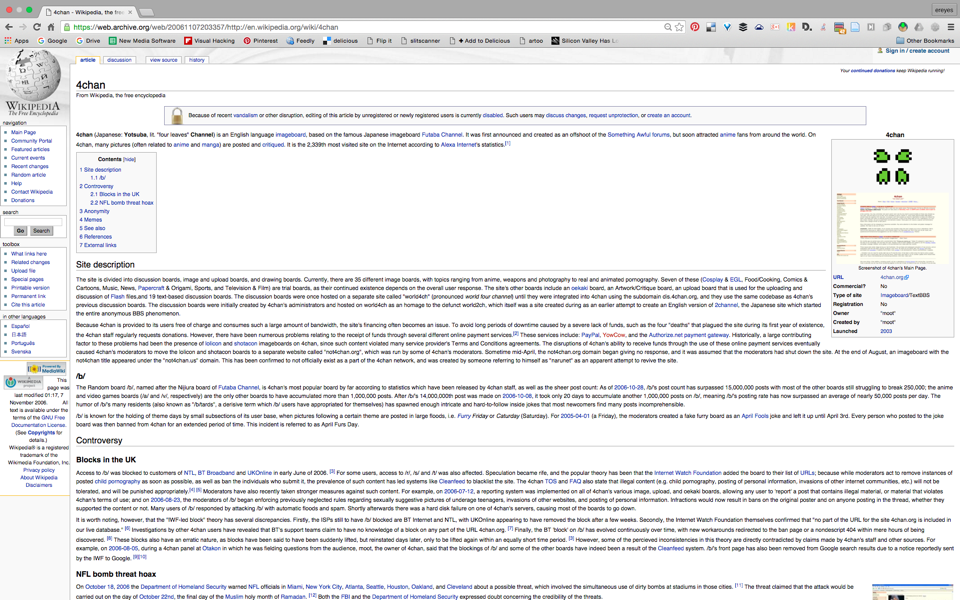 4chan - Wikipedia, the free
ereyes
https://web.archive.org/web/20061107203357/http://en.wikipedia.org/wiki/4chan
Apps Google Drive New Media Software Visual Hacking Pinterest Feedly delicious Flip it slitscanner + Add to Delicious artoo Silicon Valley Has Other Bookmarks
Sign in / create account
article discussion view source history
Your continued donations keep Wikipedia running!
4chan
From Wikipedia, the free encyclopedia
WIKIPEDIA
The Free Encyclopedia
navigation
Main Page
Community Portal
Featured articles
Current events
Recent changes
Random article
Help
Contact Wikipedia
Donations
search
Go Search
toolbox
What links here
Related changes
Upload file
Special pages
Printable version
Permanent link
Cite this article
in other languages
Español
日本語
Português
Svenska
Powered By
MediaWiki
WIKIMEDIA
This
page was
last modified 01:17, 7
November 2006. All
text is available under
the terms of the GNU Free
Documentation License.
(See Copyrights for
details.)
Wikipedia® is a registered
trademark of the
Wikimedia Foundation, Inc.
Privacy policy
About Wikipedia
Disclaimers
Because of recent vandalism or other disruption, editing of this article by unregistered or newly registered users is currently disabled. Such users may discuss changes, request unprotection, or create an account.
4chan (Japanese: Yotsuba, lit. "four leaves" Channel) is an English language imageboard, based on the famous Japanese imageboard Futaba Channel. It was first announced and created as an offshoot of the Something Awful forums, but soon attracted anime fans from around the world. On
4chan, many pictures (often related to anime and manga) are posted and critiqued. It is the 2,339th most visited site on the Internet according to Alexa Internet's statistics.[1]
Contents [hide]
1 Site description
1.1 /b/
2 Controversy
2.1 Blocks in the UK
2.2 NFL bomb threat hoax
3 Anonymity
4 Memes
5 See also
6 References
7 External links
4chan
Screenshot of 4chan's Main Page.
URL 4chan.org
Commercial? No
Type of site Imageboard/TextBBS
Registration No
Owner "moot"
Created by "moot"
Launched 2003
Site description
The site is divided into discussion boards, image and upload boards, and drawing boards. Currently, there are 35 different image boards, with topics ranging from anime, weapons and photography to real and animated pornography. Seven of these (Cosplay & EGL, Food/Cooking, Comics &
Cartoons, Music, News, Papercraft & Origami, Sports, and Television & Film) are trial boards, as their continued existence depends on the overall user response. The site's other boards include an oekaki board, an Artwork/Critique board, an upload board that is used for the uploading and
discussion of Flash files,and 19 text-based discussion boards. The discussion boards were once hosted on a separate site called "world4ch" (pronounced world four channel) until they were integrated into 4chan using the subdomain dis.4chan.org, and they use the same codebase as 4chan's
previous discussion boards. The discussion boards were initially created by 4chan's administrators and hosted on world4ch as an homage to the defunct world2ch, which itself was a site created during as an earlier attempt to create an English version of 2channel, the Japanese site which started
the entire anonymous BBS phenomenon.
Because 4chan is provided to its users free of charge and consumes such a large amount of bandwidth, the site's financing often becomes an issue. To avoid long periods of downtime caused by a severe lack of funds, such as the four "deaths" that plagued the site during its first year of existence,
the 4chan staff regularly requests donations. However, there have been numerous problems relating to the receipt of funds through several different online payment services.[2] These services include: PayPal, YowCow, and the Authorize.net payment gateway. Historically, a large contributing
factor to these problems had been the presence of lolicon and shotacon imageboards on 4chan, since such content violated many service provider's Terms and Conditions agreements. The disruptions of 4chan's ability to receive funds through the use of these online payment services eventually
caused 4chan's moderators to move the lolicon and shotacon boards to a separate website called "not4chan.org", which was run by some of 4chan's moderators. Sometime mid-April, the not4chan.org domain began giving no response, and it was assumed that the moderators had shut down the site. At the end of August, an imageboard with the
not4chan title appeared under the "not4chan.us" domain. This has been confirmed to not officially exist as a part of the 4chan network, and was created by someone referring to himself as "narunet" as an apparent attempt to revive the site.
/b/
The Random board /b/, named after the Nijiura board of Futaba Channel, is 4chan's most popular board by far according to statistics which have been released by 4chan staff, as well as the sheer post count: As of 2006-10-28, /b/'s post count has surpassed 15,000,000 posts with most of the other boards still struggling to break 250,000; the anime
and video games boards (/a/ and /v/, respectively) are the only other boards to have accumulated more than 1,000,000 posts. After /b/'s 14,000,000th post was made on 2006-10-08, it took only 20 days to accumulate another 1,000,000 posts on /b/, meaning /b/'s posting rate has now surpassed an average of nearly 50,000 posts per day. The
humor of /b/'s many residents (also known as "/b/tards", a derisive term which /b/ users have appropriated for themselves) has spawned enough intricate and hard-to-follow inside jokes that most newcomers find many posts incomprehensible.
/b/ is known for the holding of theme days by small subsections of its user base, when pictures following a certain theme are posted in large floods, i.e. Furry Friday or Caturday (Saturday). For 2005-04-01 (a Friday), the moderators created a fake furry board as an April Fools joke and left it up until April 3rd. Every person who posted to the joke
board was then banned from 4chan for an extended period of time. This incident is referred to as April Furs Day.
Controversy
Blocks in the UK
Access to /b/ was blocked to customers of NTL, BT Broadband and UKOnline in early June of 2006. [3] For some users, access to /r/, /s/ and /t/ was also affected. Speculation became rife, and the popular theory has been that the Internet Watch Foundation added the board to their list of URLs; because while moderators act to remove instances of
posted child pornography as soon as possible, as well as ban the individuals who submit it, the prevalence of such content has led systems like Cleanfeed to blacklist the site. The 4chan TOS and FAQ also state that illegal content (e.g. child pornography, posting of personal information, invasions of other internet communities, etc.) will not be
tolerated, and will be punished appropriately.[4] [5] Moderators have also recently taken stronger measures against such content. For example, on 2006-07-12, a reporting system was implemented on all of 4chan's various image, upload, and oekaki boards, allowing any user to 'report' a post that contains illegal material, or material that violates
4chan's terms of use; and on 2006-08-23, the moderators of /b/ began enforcing previously neglected rules regarding sexually suggestive pictures of underage teenagers, invasions of other websites, and posting of personal information. Infractions would now result in bans on the original poster and on anyone posting in the thread, whether they
supported the content or not. Many users of /b/ responded by attacking /b/ with automatic floods and spam. Shortly afterwards there was a hard disk failure on one of 4chan's servers, causing most of the boards to go down.
It is worth noting, however, that the "IWF-led block" theory has several discrepancies. Firstly, the ISPs still to have /b/ blocked are BT Internet and NTL, with UKOnline appearing to have removed the block after a few weeks. Secondly, the Internet Watch Foundation themselves confirmed that "no part of the URL for the site 4chan.org is included in
our live database." [6] Investigations by other 4chan users have revealed that BT's support teams claim to have no knowledge of a block on any part of the URL 4chan.org. [7] Finally, the BT 'block' on /b/ has evolved continuously over time, with new workarounds redirected to the ban page or a nondescript 404 within mere hours of being
discovered. [8] These blocks also have an erratic nature, as blocks have been said to have been suddenly lifted, but reinstated days later, only to be lifted again within an equally short time period. [3] However, some of the percieved inconsistencies in this theory are directly contradicted by claims made by 4chan's staff and other sources. For
example, on 2006-08-05, during a 4chan panel at Otakon in which he was fielding questions from the audience, moot, the owner of 4chan, said that the blockings of /b/ and some of the other boards have indeed been a result of the Cleanfeed system. /b/'s front page has also been removed from Google search results due to a notice reportedly sent
by the IWF to Google. [9][10]
NFL bomb threat hoax
On October 18, 2006 the Department of Homeland Security warned NFL officials in Miami, New York City, Atlanta, Seattle, Houston, Oakland, and Cleveland about a possible threat, which involved the simultaneous use of dirty bombs at stadiums in those cities. [11] The threat claimed that the attack would be
carried out on the day of October 22nd, the final day of the Muslim holy month of Ramadan. [12] Both the FBI and the Department of Homeland Security expressed doubt concerning the credibility of the threats.